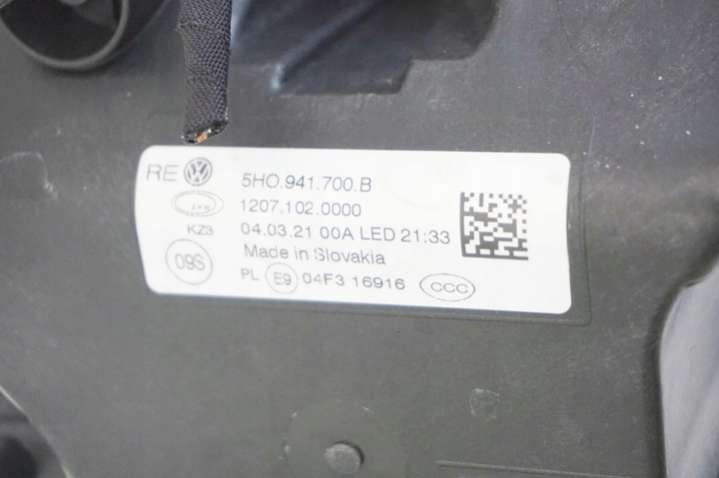 RE VW 5H0.941.700.B
1207.102.0000
KZ3 04.03.21 00A LED 21:33
09S Made in Slovakia
PL E9 04F3 16916 CCC